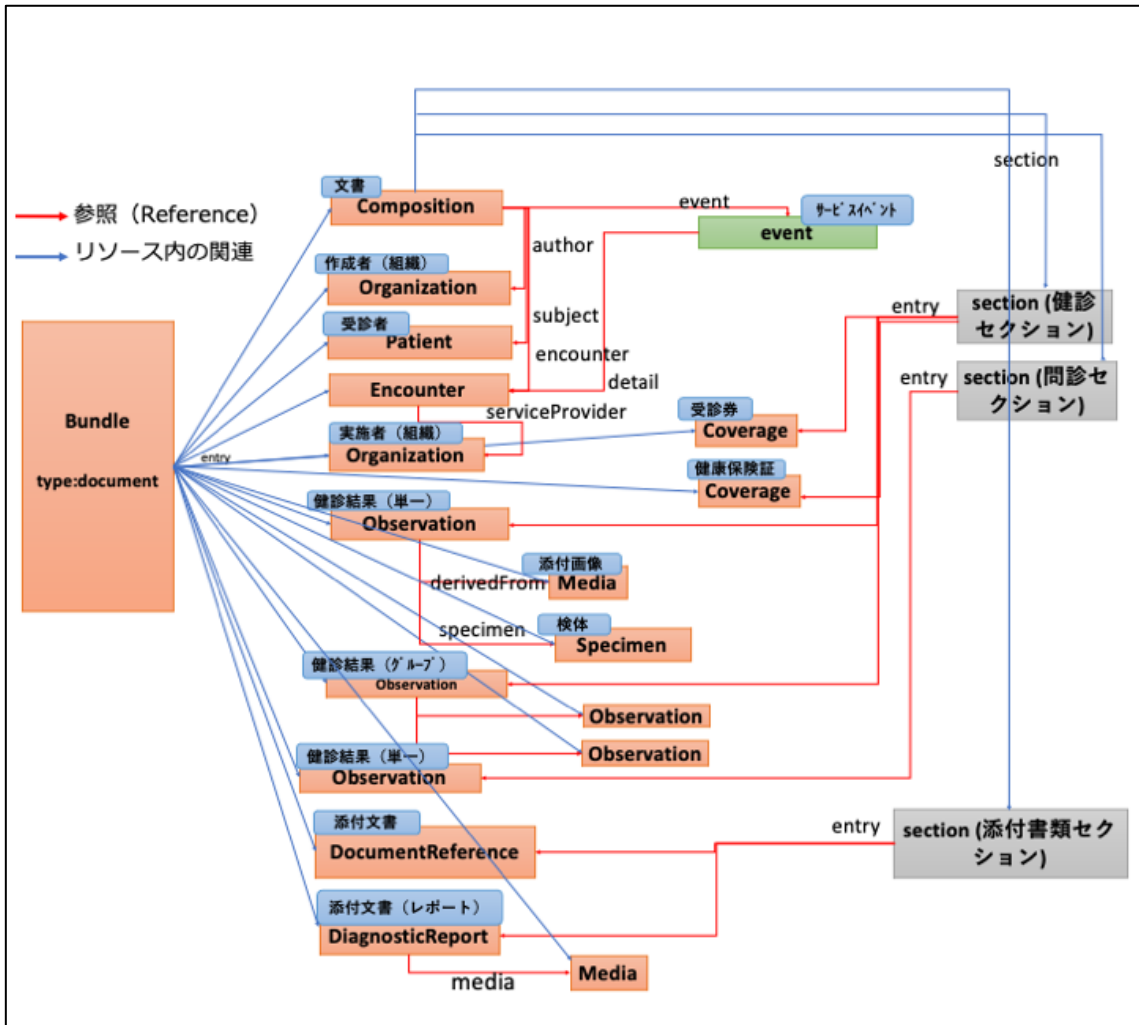 section
文書
Composition
event
サービスイベント
event
参照（Reference）
リソース内の関連
author
作成者（組織）
Organization
subject
受診者
Patient
encounter
Encounter
detail
serviceProvider
entry
section (健診
セクション)
entry
section (問診セ
クション)
Bundle
type:document
entry
実施者（組織）
Organization
受診券
Coverage
健康保険証
Coverage
健診結果（単一）
Observation
derivedFrom
添付画像
Media
specimen
検体
Specimen
健診結果（グループ）
Observation
Observation
Observation
健診結果（単一）
Observation
添付文書
DocumentReference
entry
section (添付書類セク
ション)
添付文書（レポート）
DiagnosticReport
media
Media